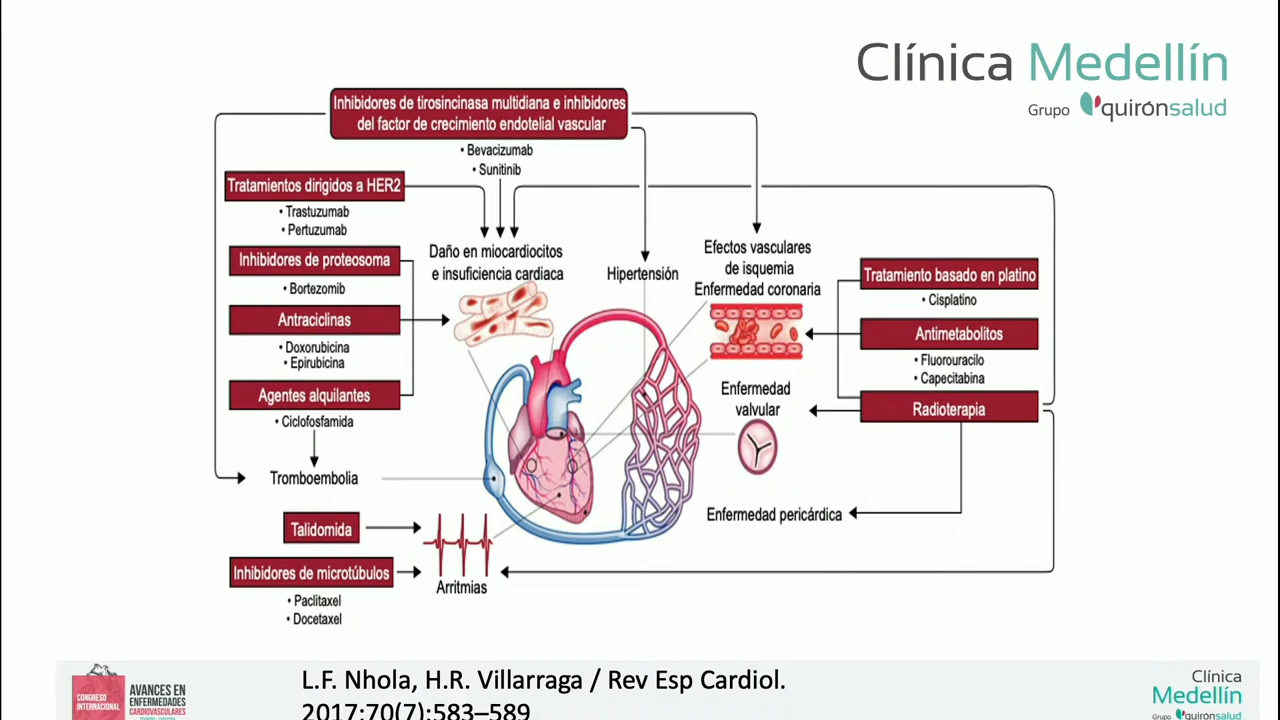 Clínica Medellín
Grupo quirónsalud
Inhibidores de tirosincinasa multidiana e inhibidores
del factor de crecimiento endotelial vascular
• Bevacizumab
• Sunitinib
Tratamientos dirigidos a HER2
• Trastuzumab
• Pertuzumab
Inhibidores de proteosoma
• Bortezomib
Antraciclinas
• Doxorubicina
• Epirubicina
Agentes alquilantes
• Ciclofosfamida
Tromboembolia
Talidomida
Inhibidores de microtúbulos
• Paclitaxel
• Docetaxel
Daño en miocardiocitos
e insuficiencia cardiaca
Hipertensión
Efectos vasculares
de isquemia
Enfermedad coronaria
Enfermedad
valvular
Enfermedad pericárdica
Arritmias
Tratamiento basado en platino
• Cisplatino
Antimetabolitos
• Fluorouracilo
• Capecitabina
Radioterapia
CONGRESO
INTERNACIONAL
AVANCES EN
ENFERMEDADES
CARDIOVASCULARES
L.F. Nhola, H.R. Villarraga / Rev Esp Cardiol.
2017;70(7):583–589
Clínica
Medellín
Grupo quirónsalud